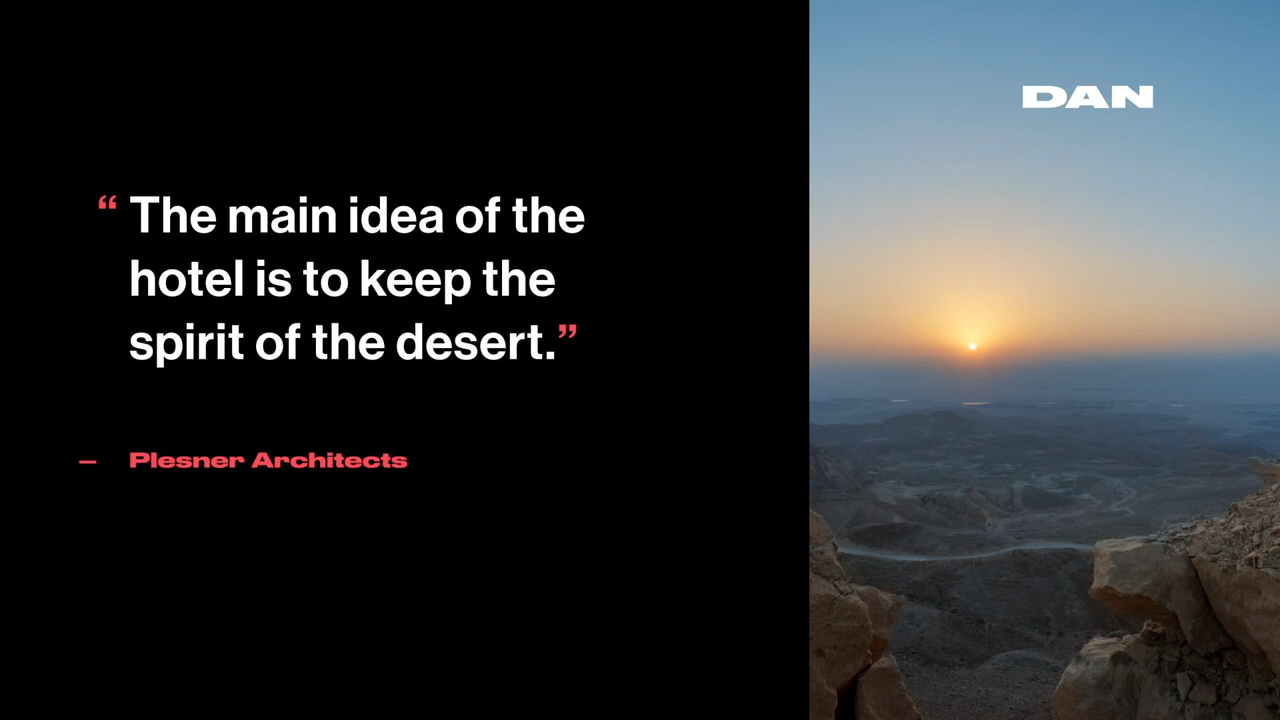 “ The main idea of the
hotel is to keep the
spirit of the desert.”
– Plesner Architects
DAN